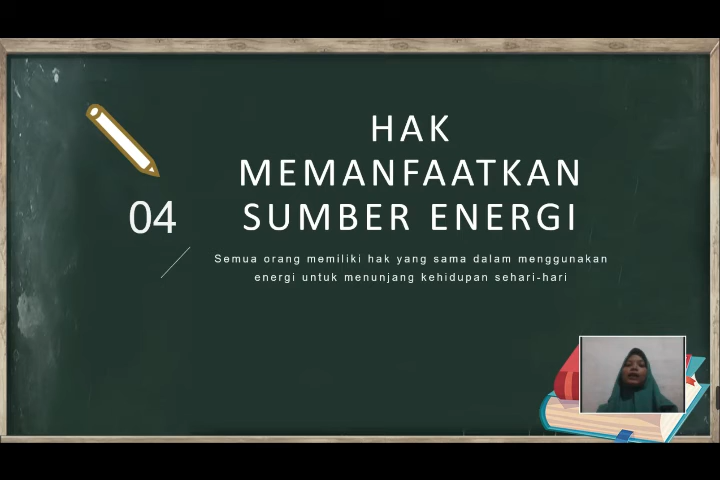 HAK
MEMANFAATKAN
04
SUMBER ENERGI
Semua orang memiliki hak yang sama dalam menggunakan
energi untuk menunjang kehidupan sehari-hari